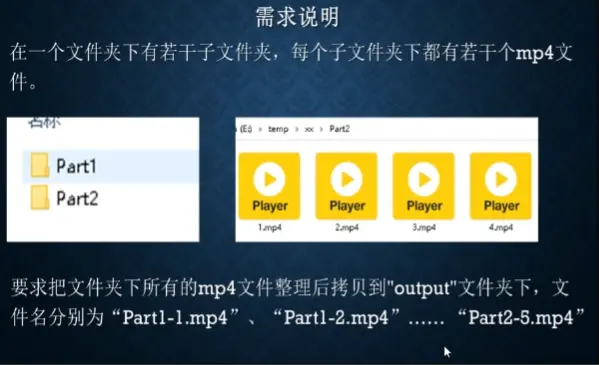 需求说明
在一个文件夹下有若干子文件夹，每个子文件夹下都有若干个mp4文
件。
名称
Part1
Part2
(E:) › temp › xx › Part2
Player
Player
Player
Player
1.mp4
2.mp4
3.mp4
4.mp4
要求把文件夹下所有的mp4文件整理后拷贝到"output"文件夹下，文
件名分别为“Part1-1.mp4”、“Part1-2.mp4”…… “Part2-5.mp4”